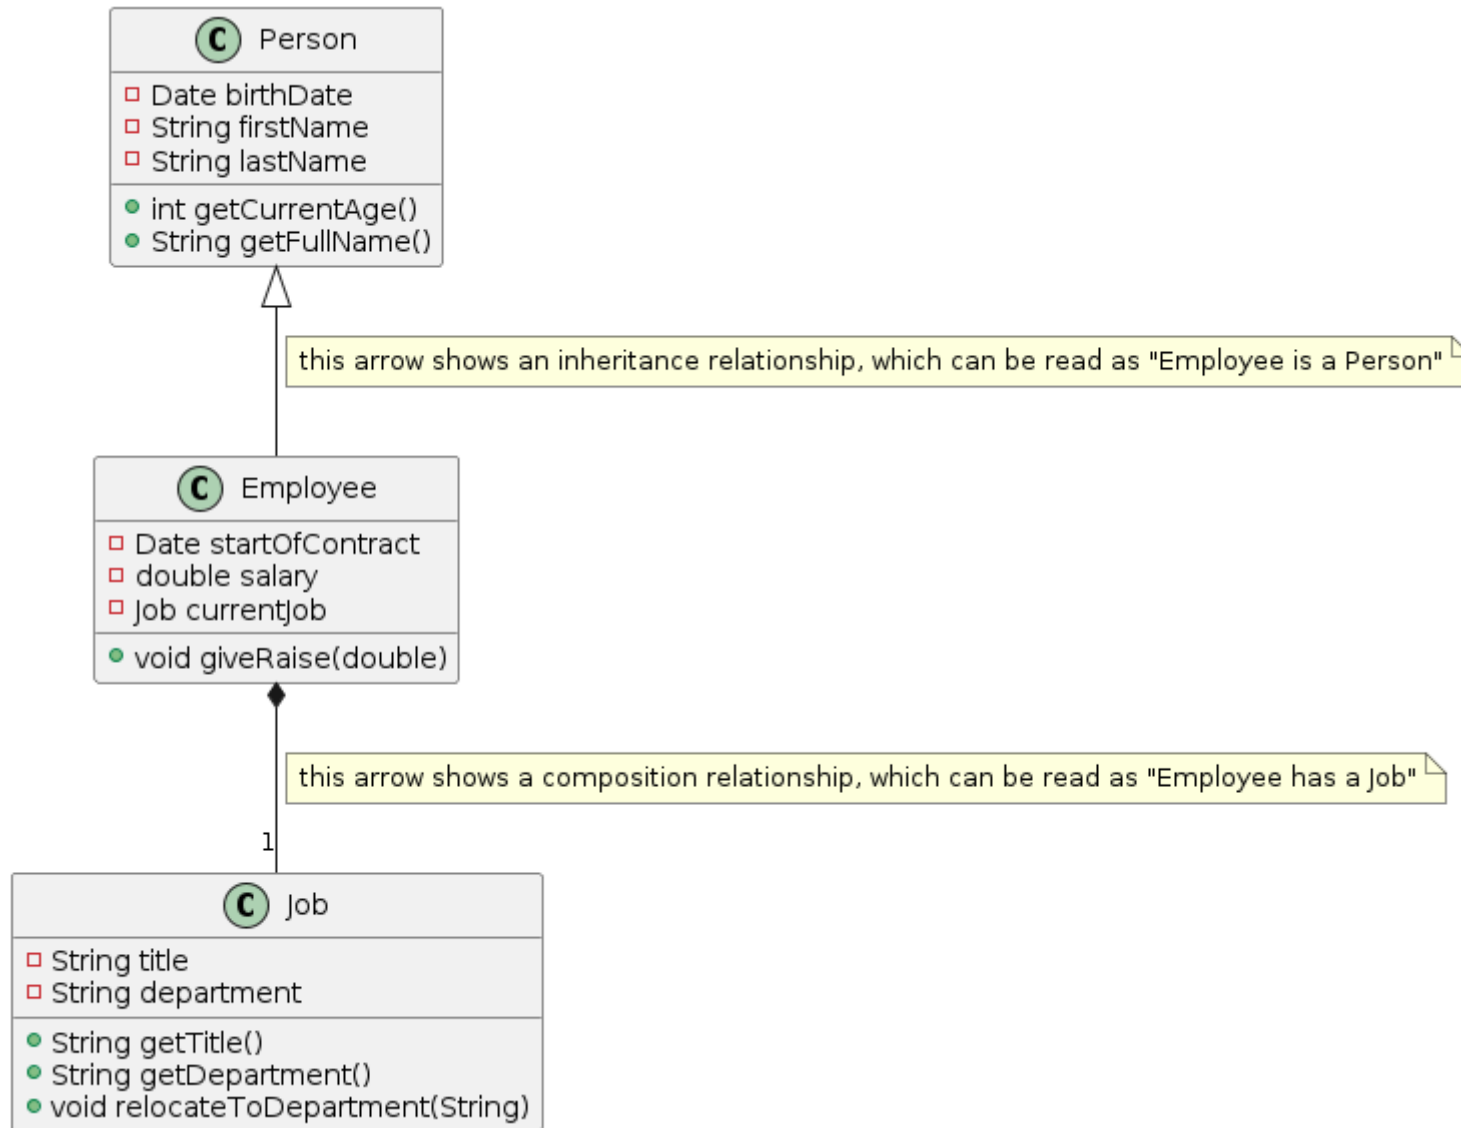 C Person
Date birthDate
String firstName
String lastName
int getCurrentAge()
String getFullName()
this arrow shows an inheritance relationship, which can be read as "Employee is a Person"
C Employee
Date startOfContract
double salary
Job currentJob
void giveRaise(double)
this arrow shows a composition relationship, which can be read as "Employee has a Job"
1
C Job
String title
String department
String getTitle()
String getDepartment()
void relocateToDepartment(String)